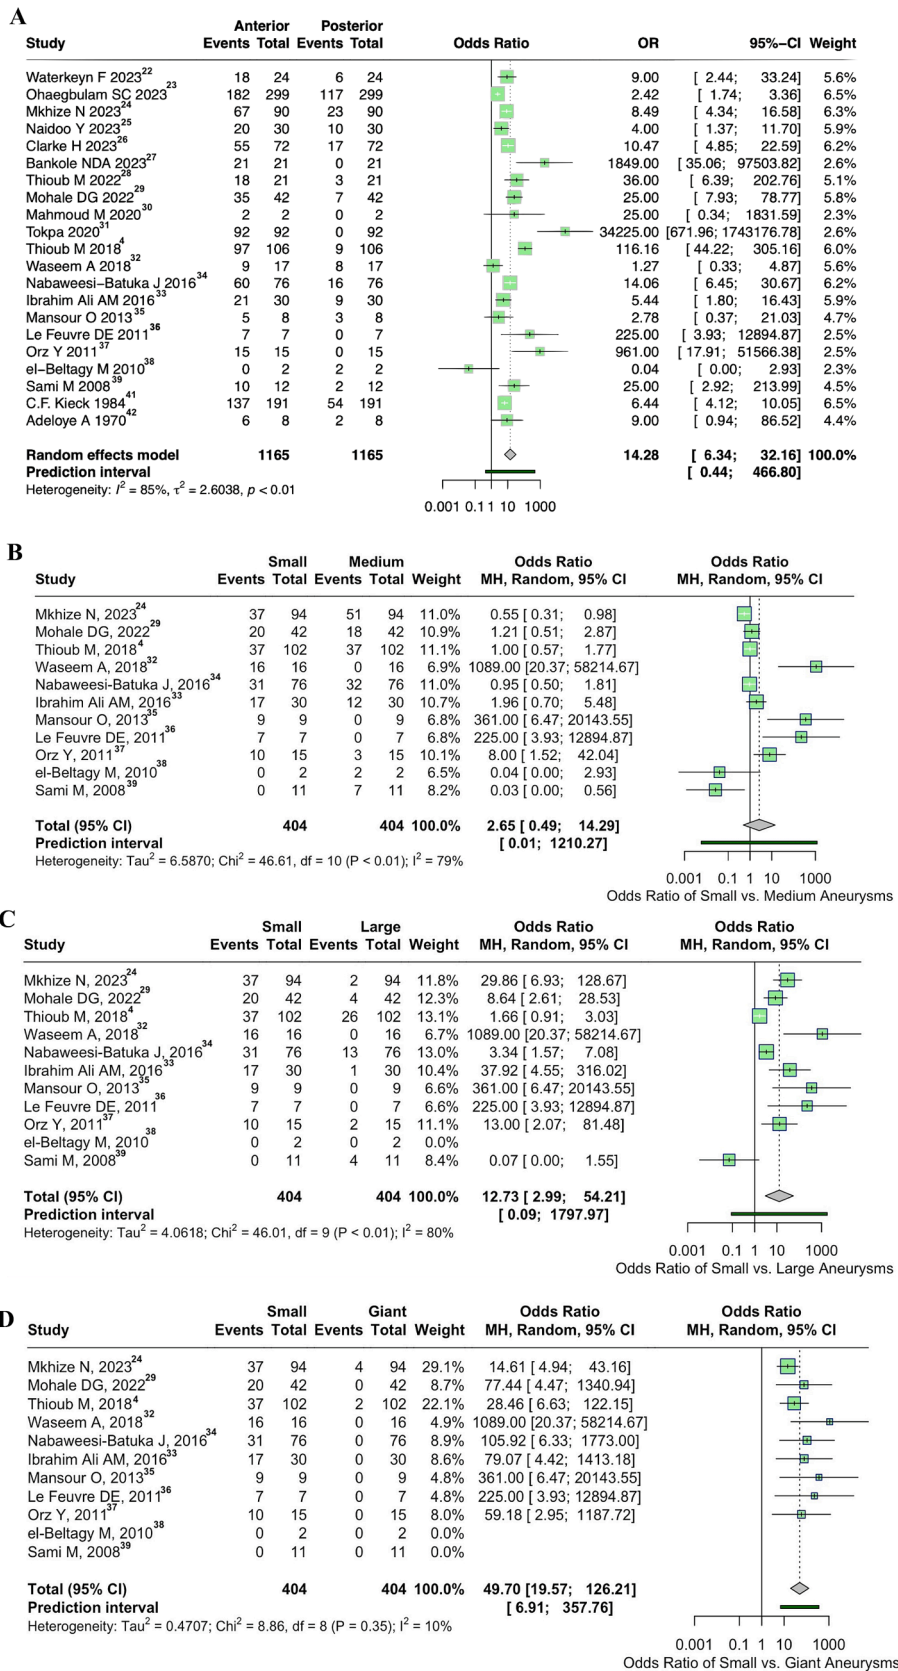 A
Anterior Posterior
Study Events Total Events Total Odds Ratio OR 95%−CI Weight
Waterkeyn F 2023²² 18 24 6 24 9.00 [ 2.44; 33.24] 5.6%
Ohaegbulam SC 2023²³ 182 299 117 299 2.42 [ 1.74; 3.36] 6.5%
Mkhize N 2023²⁴ 67 90 23 90 8.49 [ 4.34; 16.58] 6.3%
Naidoo Y 2023²⁵ 20 30 10 30 4.00 [ 1.37; 11.70] 5.9%
Clarke H 2023²⁶ 55 72 17 72 10.47 [ 4.85; 22.59] 6.2%
Bankole NDA 2023²⁷ 21 21 0 21 1849.00 [ 35.06; 97503.82] 2.6%
Thioub M 2022²⁸ 18 21 3 21 36.00 [ 6.39; 202.76] 5.1%
Mohale DG 2022²⁹ 35 42 7 42 25.00 [ 7.93; 78.77] 5.8%
Mahmoud M 2020³⁰ 2 2 0 2 25.00 [ 0.34; 1831.59] 2.3%
Tokpa 2020³¹ 92 92 0 92 34225.00 [671.96; 1743176.78] 2.6%
Thioub M 2018⁴ 97 106 9 106 116.16 [ 44.22; 305.16] 6.0%
Waseem A 2018³² 9 17 8 17 1.27 [ 0.33; 4.87] 5.6%
Nabaweesi−Batuka J 2016³⁴ 60 76 16 76 14.06 [ 6.45; 30.67] 6.2%
Ibrahim Ali AM 2016³³ 21 30 9 30 5.44 [ 1.80; 16.43] 5.9%
Mansour O 2013³⁵ 5 8 3 8 2.78 [ 0.37; 21.03] 4.7%
Le Feuvre DE 2011³⁶ 7 7 0 7 225.00 [ 3.93; 12894.87] 2.5%
Orz Y 2011³⁷ 15 15 0 15 961.00 [ 17.91; 51566.38] 2.5%
el−Beltagy M 2010³⁸ 0 2 2 2 0.04 [ 0.00; 2.93] 2.3%
Sami M 2008³⁹ 10 12 2 12 25.00 [ 2.92; 213.99] 4.5%
C.F. Kieck 1984⁴¹ 137 191 54 191 6.44 [ 4.12; 10.05] 6.5%
Adeloye A 1970⁴² 6 8 2 8 9.00 [ 0.94; 86.52] 4.4%
Random effects model 1165 1165 14.28 [ 6.34; 32.16] 100.0%
Prediction interval [ 0.44; 466.80]
Heterogeneity: I² = 85%, τ² = 2.6038, p < 0.01
0.001 0.1 1 10 1000
B
Small Medium Odds Ratio Odds Ratio
Study Events Total Events Total Weight MH, Random, 95% CI MH, Random, 95% CI
Mkhize N, 2023²⁴ 37 94 51 94 11.0% 0.55 [ 0.31; 0.98]
Mohale DG, 2022²⁹ 20 42 18 42 10.9% 1.21 [ 0.51; 2.87]
Thioub M, 2018⁴ 37 102 37 102 11.1% 1.00 [ 0.57; 1.77]
Waseem A, 2018³² 16 16 0 16 6.9% 1089.00 [20.37; 58214.67]
Nabaweesi-Batuka J, 2016³⁴ 31 76 32 76 11.0% 0.95 [ 0.50; 1.81]
Ibrahim Ali AM, 2016³³ 17 30 12 30 10.7% 1.96 [ 0.70; 5.48]
Mansour O, 2013³⁵ 9 9 0 9 6.8% 361.00 [ 6.47; 20143.55]
Le Feuvre DE, 2011³⁶ 7 7 0 7 6.8% 225.00 [ 3.93; 12894.87]
Orz Y, 2011³⁷ 10 15 3 15 10.1% 8.00 [ 1.52; 42.04]
el-Beltagy M, 2010³⁸ 0 2 2 2 6.5% 0.04 [ 0.00; 2.93]
Sami M, 2008³⁹ 0 11 7 11 8.2% 0.03 [ 0.00; 0.56]
Total (95% CI) 404 404 100.0% 2.65 [ 0.49; 14.29]
Prediction interval [ 0.01; 1210.27]
Heterogeneity: Tau² = 6.5870; Chi² = 46.61, df = 10 (P < 0.01); I² = 79%
0.001 0.1 1 10 1000
Odds Ratio of Small vs. Medium Aneurysms
C
Small Large Odds Ratio Odds Ratio
Study Events Total Events Total Weight MH, Random, 95% CI MH, Random, 95% CI
Mkhize N, 2023²⁴ 37 94 2 94 11.8% 29.86 [ 6.93; 128.67]
Mohale DG, 2022²⁹ 20 42 4 42 12.3% 8.64 [ 2.61; 28.53]
Thioub M, 2018⁴ 37 102 26 102 13.1% 1.66 [ 0.91; 3.03]
Waseem A, 2018³² 16 16 0 16 6.7% 1089.00 [20.37; 58214.67]
Nabaweesi-Batuka J, 2016³⁴ 31 76 13 76 13.0% 3.34 [ 1.57; 7.08]
Ibrahim Ali AM, 2016³³ 17 30 1 30 10.4% 37.92 [ 4.55; 316.02]
Mansour O, 2013³⁵ 9 9 0 9 6.6% 361.00 [ 6.47; 20143.55]
Le Feuvre DE, 2011³⁶ 7 7 0 7 6.6% 225.00 [ 3.93; 12894.87]
Orz Y, 2011³⁷ 10 15 2 15 11.1% 13.00 [ 2.07; 81.48]
el-Beltagy M, 2010³⁸ 0 2 0 2 0.0%
Sami M, 2008³⁹ 0 11 4 11 8.4% 0.07 [ 0.00; 1.55]
Total (95% CI) 404 404 100.0% 12.73 [ 2.99; 54.21]
Prediction interval [ 0.09; 1797.97]
Heterogeneity: Tau² = 4.0618; Chi² = 46.01, df = 9 (P < 0.01); I² = 80%
0.001 0.1 1 10 1000
Odds Ratio of Small vs. Large Aneurysms
D
Small Giant Odds Ratio Odds Ratio
Study Events Total Events Total Weight MH, Random, 95% CI MH, Random, 95% CI
Mkhize N, 2023²⁴ 37 94 4 94 29.1% 14.61 [ 4.94; 43.16]
Mohale DG, 2022²⁹ 20 42 0 42 8.7% 77.44 [ 4.47; 1340.94]
Thioub M, 2018⁴ 37 102 2 102 22.1% 28.46 [ 6.63; 122.15]
Waseem A, 2018³² 16 16 0 16 4.9% 1089.00 [20.37; 58214.67]
Nabaweesi-Batuka J, 2016³⁴ 31 76 0 76 8.9% 105.92 [ 6.33; 1773.00]
Ibrahim Ali AM, 2016³³ 17 30 0 30 8.6% 79.07 [ 4.42; 1413.18]
Mansour O, 2013³⁵ 9 9 0 9 4.8% 361.00 [ 6.47; 20143.55]
Le Feuvre DE, 2011³⁶ 7 7 0 7 4.8% 225.00 [ 3.93; 12894.87]
Orz Y, 2011³⁷ 10 15 0 15 8.0% 59.18 [ 2.95; 1187.72]
el-Beltagy M, 2010³⁸ 0 2 0 2 0.0%
Sami M, 2008³⁹ 0 11 0 11 0.0%
Total (95% CI) 404 404 100.0% 49.70 [19.57; 126.21]
Prediction interval [ 6.91; 357.76]
Heterogeneity: Tau² = 0.4707; Chi² = 8.86, df = 8 (P = 0.35); I² = 10%
0.001 0.1 1 10 1000
Odds Ratio of Small vs. Giant Aneurysms